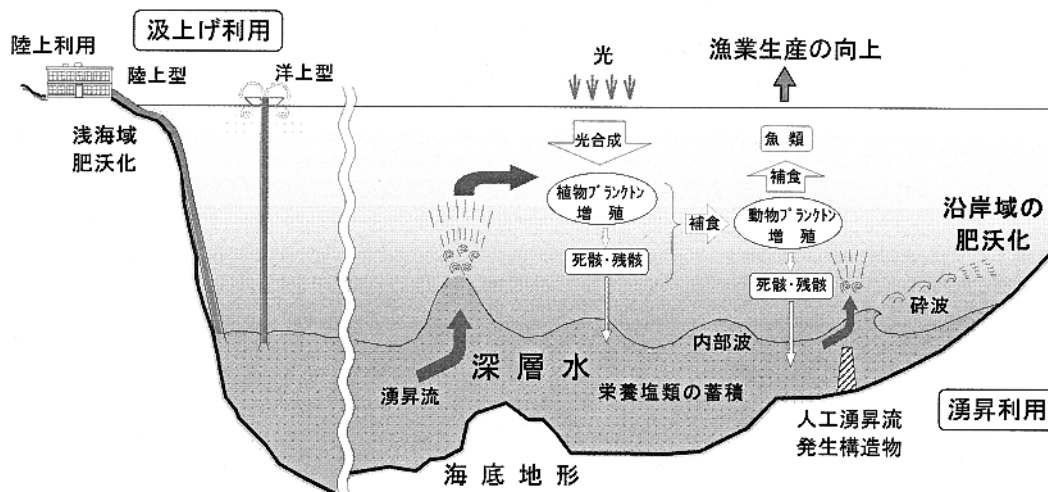 汲上げ利用
陸上利用
陸上型
洋上型
浅海域
肥沃化
光
漁業生産の向上
光合成
魚類
補食
植物プランクトン
増殖
補食
動物プランクトン
増殖
死骸・残骸
死骸・残骸
沿岸域の
肥沃化
砕波
内部波
深層水
湧昇流
栄養塩類の蓄積
人工湧昇流
発生構造物
湧昇利用
海底地形